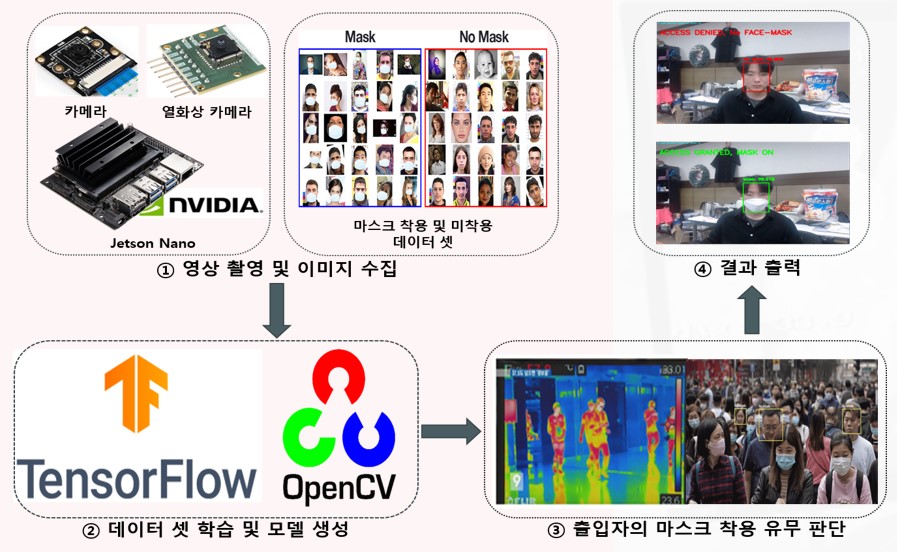 카메라
열화상 카메라
NVIDIA.
Jetson Nano
Mask
No Mask
마스크 착용 및 미착용
데이터 셋
① 영상 촬영 및 이미지 수집
TensorFlow
OpenCV
② 데이터 셋 학습 및 모델 생성
9
③ 출입자의 마스크 착용 유무 판단
ACCESS DENIED, No FACE-MASK
ACCESS GRANTED, MASK ON
④ 결과 출력